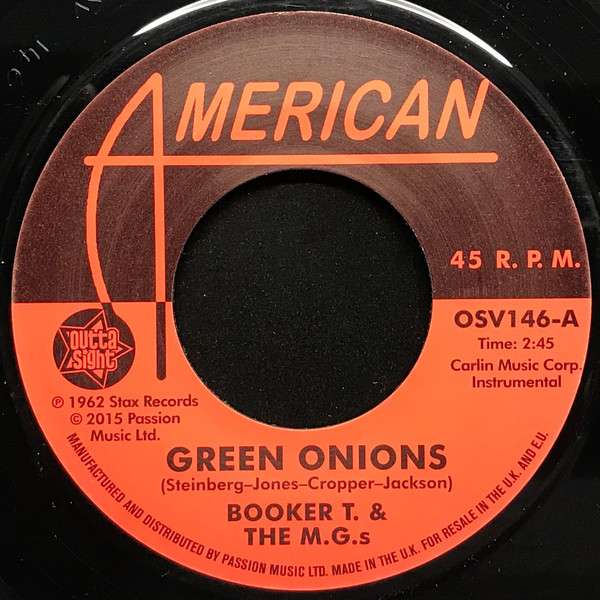 AMERICAN
45 R. P. M.
OSV146-A
Time: 2:45
Carlin Music Corp.
Instrumental
outta
sight
℗ 1962 Stax Records
© 2015 Passion
Music Ltd.
GREEN ONIONS
(Steinberg–Jones–Cropper–Jackson)
BOOKER T. &
THE M.G.s
MANUFACTURED AND DISTRIBUTED BY PASSION MUSIC LTD. MADE IN THE U.K. FOR RESALE IN THE U.K. AND E.U.